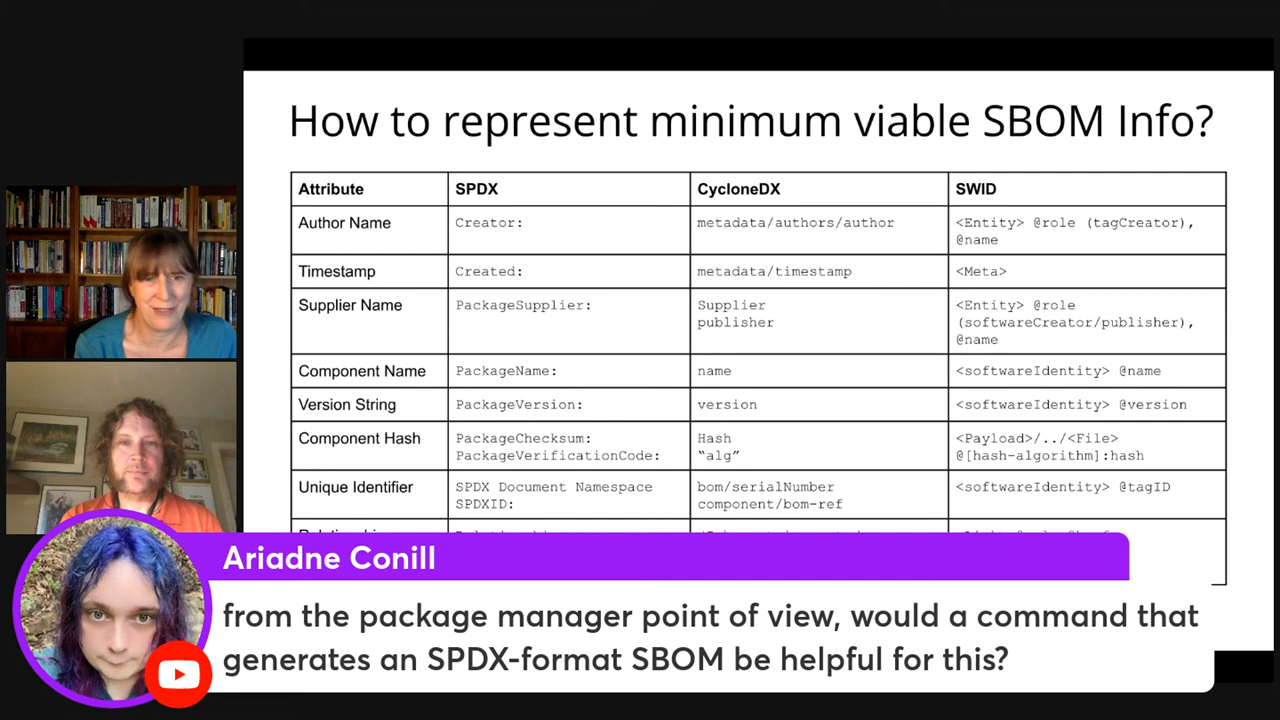 How to represent minimum viable SBOM Info?
Attribute SPDX CycloneDX SWID
Author Name Creator: metadata/authors/author <Entity> @role (tagCreator),
@name
Timestamp Created: metadata/timestamp <Meta>
Supplier Name PackageSupplier: Supplier <Entity> @role
publisher (softwareCreator/publisher),
@name
Component Name PackageName: name <softwareIdentity> @name
Version String PackageVersion: version <softwareIdentity> @version
Component Hash PackageChecksum: Hash <Payload>/../<File>
PackageVerificationCode: “alg” @[hash-algorithm]:hash
Unique Identifier SPDX Document Namespace bom/serialNumber <softwareIdentity> @tagID
SPDXID: component/bom-ref
Ariadne Conill
from the package manager point of view, would a command that
generates an SPDX-format SBOM be helpful for this?